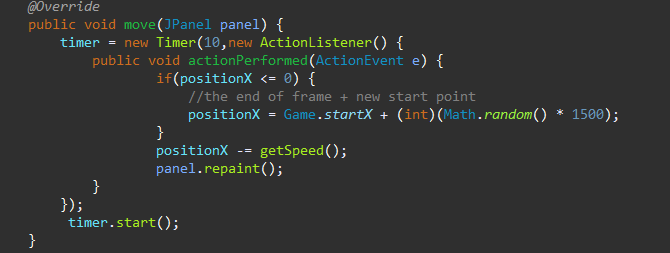 @Override
public void move(JPanel panel) {
timer = new Timer(10,new ActionListener() {
public void actionPerformed(ActionEvent e) {
if(positionX <= 0) {
//the end of frame + new start point
positionX = Game.startX + (int)(Math.random() * 1500);
}
positionX -= getSpeed();
panel.repaint();
}
});
timer.start();
}